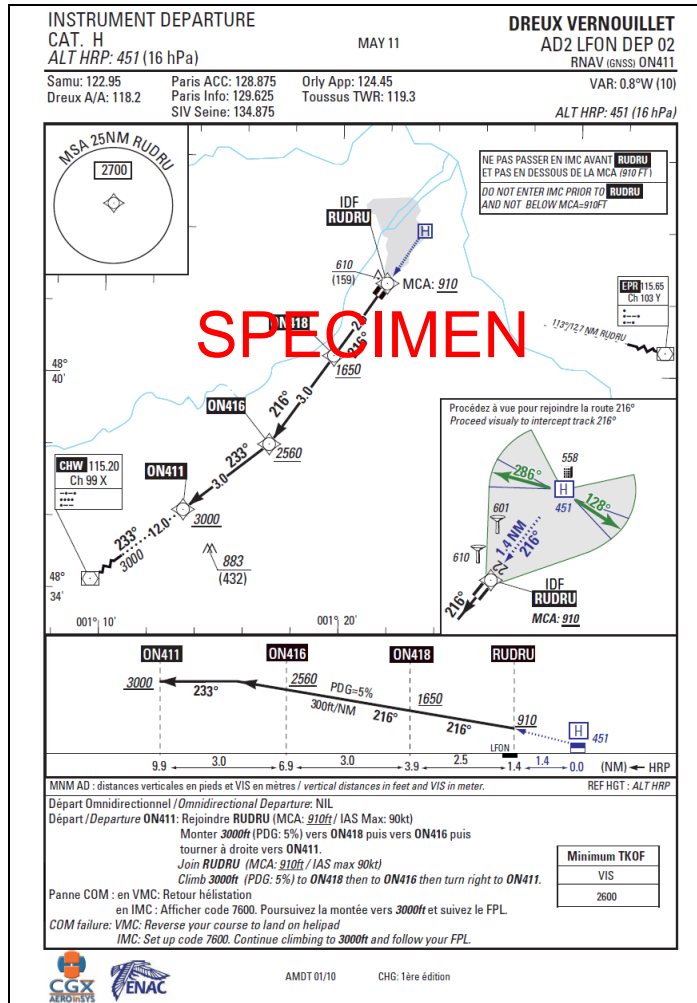 INSTRUMENT DEPARTURE
CAT. H
ALT HRP: 451 (16 hPa)
MAY 11
DREUX VERNOUILLET
AD2 LFON DEP 02
RNAV (GNSS) ON411
Samu: 122.95
Dreux A/A: 118.2
Paris ACC: 128.875
Paris Info: 129.625
SIV Seine: 134.875
Orly App: 124.45
Toussus TWR: 119.3
VAR: 0.8°W (10)
ALT HRP: 451 (16 hPa)
MSA 25NM RUDRU
2700
NE PAS PASSER EN IMC AVANT RUDRU
ET PAS EN DESSOUS DE LA MCA (910 FT)
DO NOT ENTER IMC PRIOR TO RUDRU
AND NOT BELOW MCA=910FT
IDF
RUDRU
H
610
(159)
MCA: 910
EPR 115.65
Ch 103 Y
113°/12.7 NM RUDRU
SPECIMEN
ON418
216°
1650
48°
40'
216°
3.0
ON416
2560
233°
3.0
ON411
3000
CHW 115.20
Ch 99 X
233°
12.0
3000
883
(432)
48°
34'
001° 10'
001° 20'
Procédez à vue pour rejoindre la route 216°
Proceed visualy to intercept track 216°
558
286°
H
451
128°
601
1.4 NM
216°
610
22
IDF
RUDRU
MCA: 910
216°
ON411
ON416
ON418
RUDRU
3000
233°
2560
PDG=5%
300ft/NM
216°
1650
216°
910
H
451
LFON
9.9
3.0
6.9
3.0
3.9
2.5
1.4
1.4
0.0
(NM)
HRP
MNM AD : distances verticales en pieds et VIS en mètres / vertical distances in feet and VIS in meter.
REF HGT : ALT HRP
Départ Omnidirectionnel / Omnidirectional Departure: NIL
Départ / Departure ON411: Rejoindre RUDRU (MCA: 910ft / IAS Max: 90kt)
Monter 3000ft (PDG: 5%) vers ON418 puis vers ON416 puis
tourner à droite vers ON411.
Join RUDRU (MCA: 910ft / IAS max 90kt)
Climb 3000ft (PDG: 5%) to ON418 then to ON416 then turn right to ON411.
Minimum TKOF
VIS
2600
Panne COM : en VMC: Retour hélistation
en IMC : Afficher code 7600. Poursuivez la montée vers 3000ft et suivez le FPL.
COM failure: VMC: Reverse your course to land on helipad
IMC: Set up code 7600. Continue climbing to 3000ft and follow your FPL.
CGX
AEROinSYS
ENAC
AMDT 01/10
CHG: 1ère édition